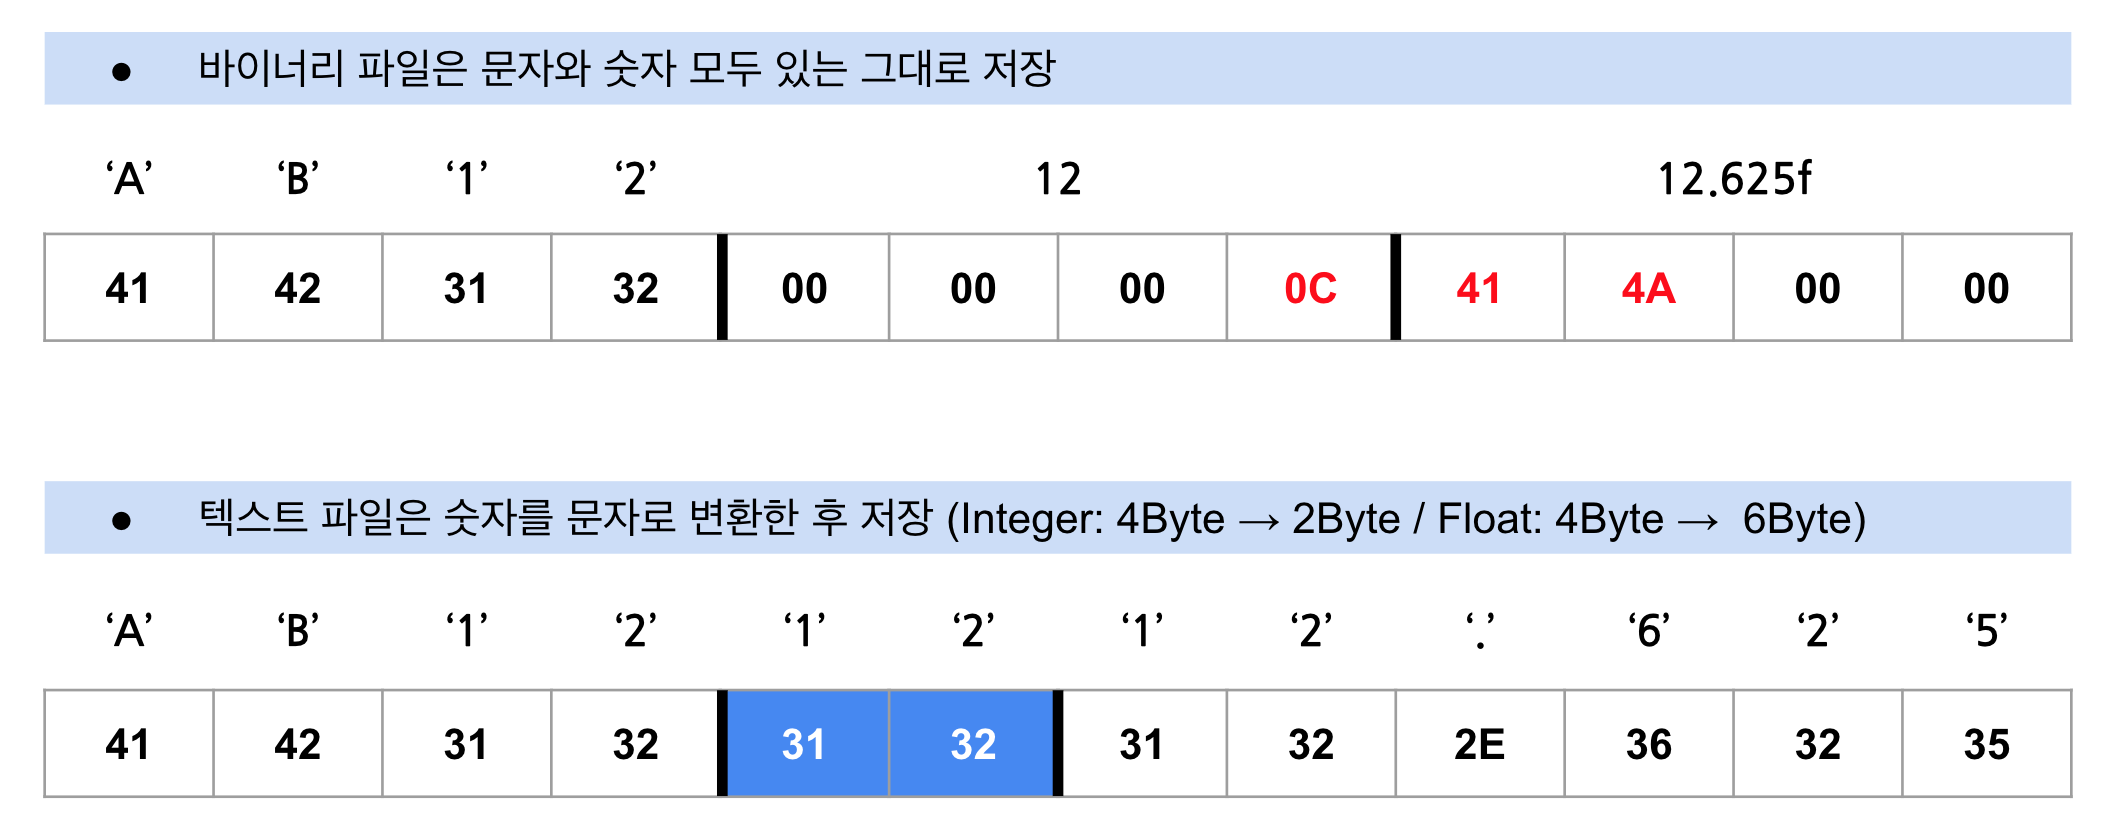 ● 바이너리 파일은 문자와 숫자 모두 있는 그대로 저장
‘A’ ‘B’ ‘1’ ‘2’ 12 12.625f
41 42 31 32 00 00 00 0C 41 4A 00 00
● 텍스트 파일은 숫자를 문자로 변환한 후 저장 (Integer: 4Byte → 2Byte / Float: 4Byte → 6Byte)
‘A’ ‘B’ ‘1’ ‘2’ ‘1’ ‘2’ ‘1’ ‘2’ ‘.’ ‘6’ ‘2’ ‘5’
41 42 31 32 31 32 31 32 2E 36 32 35